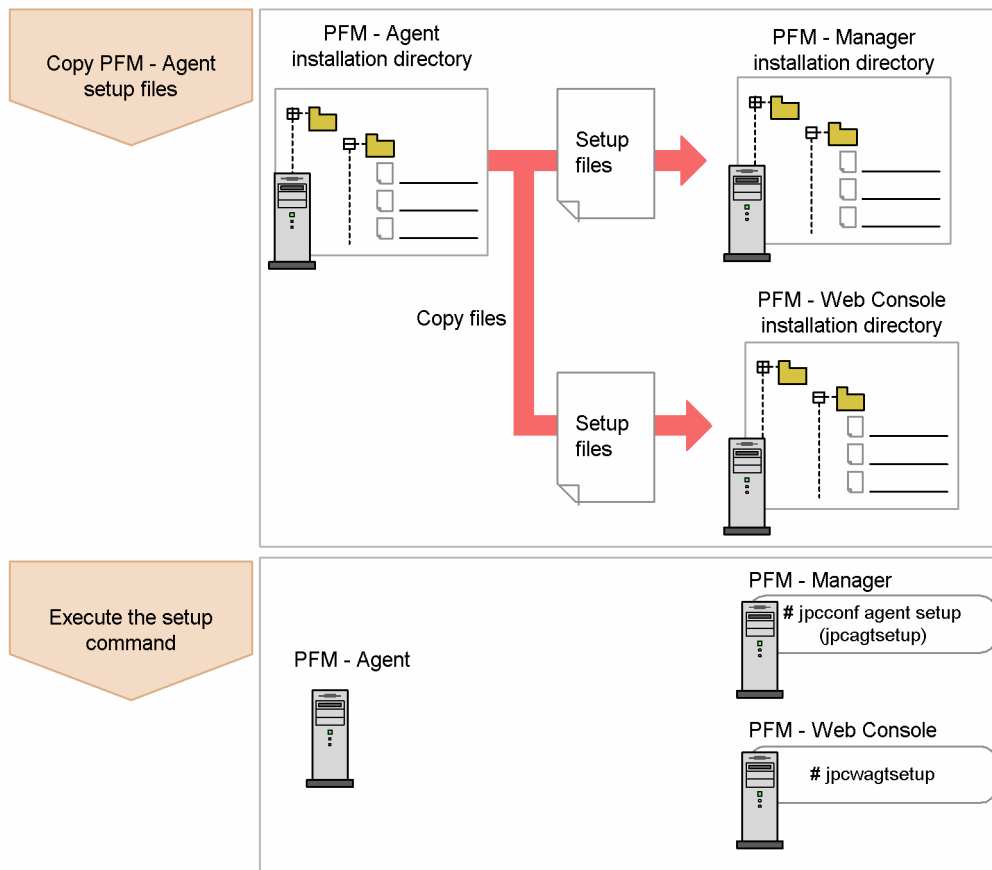 Copy PFM - Agent
setup files
PFM - Agent
installation directory
PFM - Manager
installation directory
Setup
files
Copy files
PFM - Web Console
installation directory
Setup
files
Execute the setup
command
PFM - Agent
PFM - Manager
# jpcconf agent setup
(jpcagtsetup)
PFM - Web Console
# jpcwagtsetup